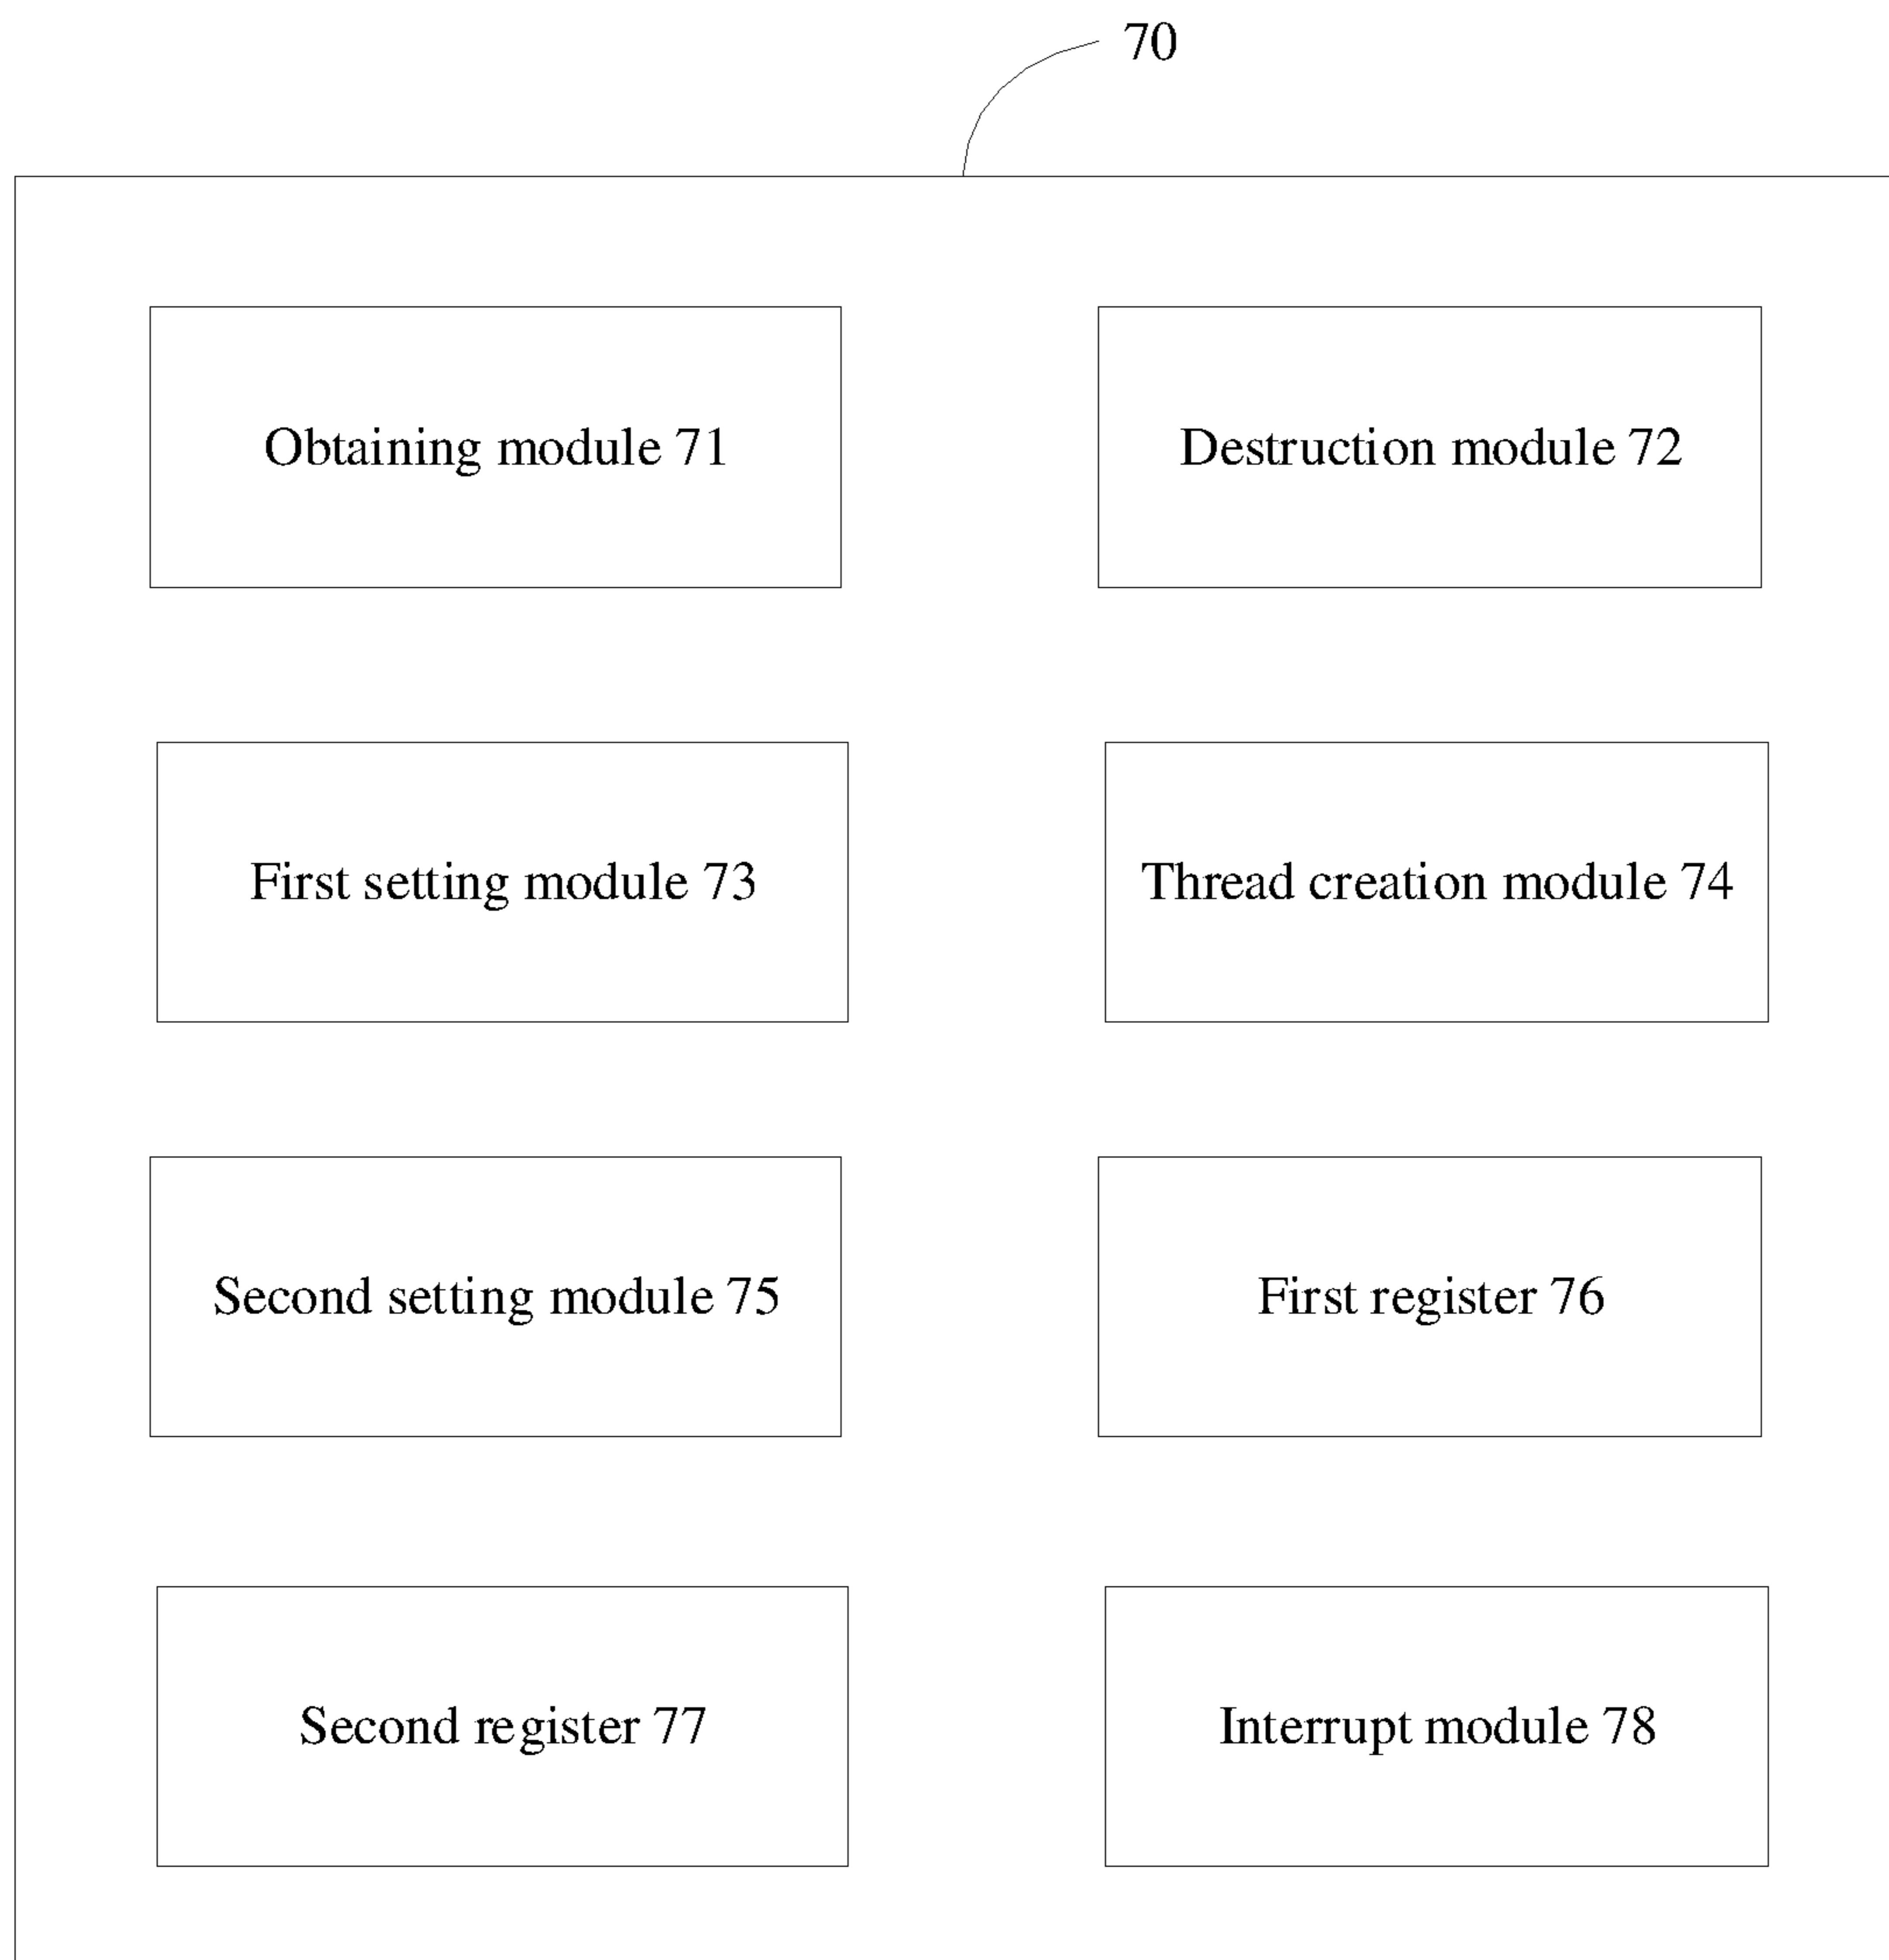 70
Obtaining module 71
Destruction module 72
First setting module 73
Thread creation module 74
Second setting module 75
First register 76
Second register 77
Interrupt module 78